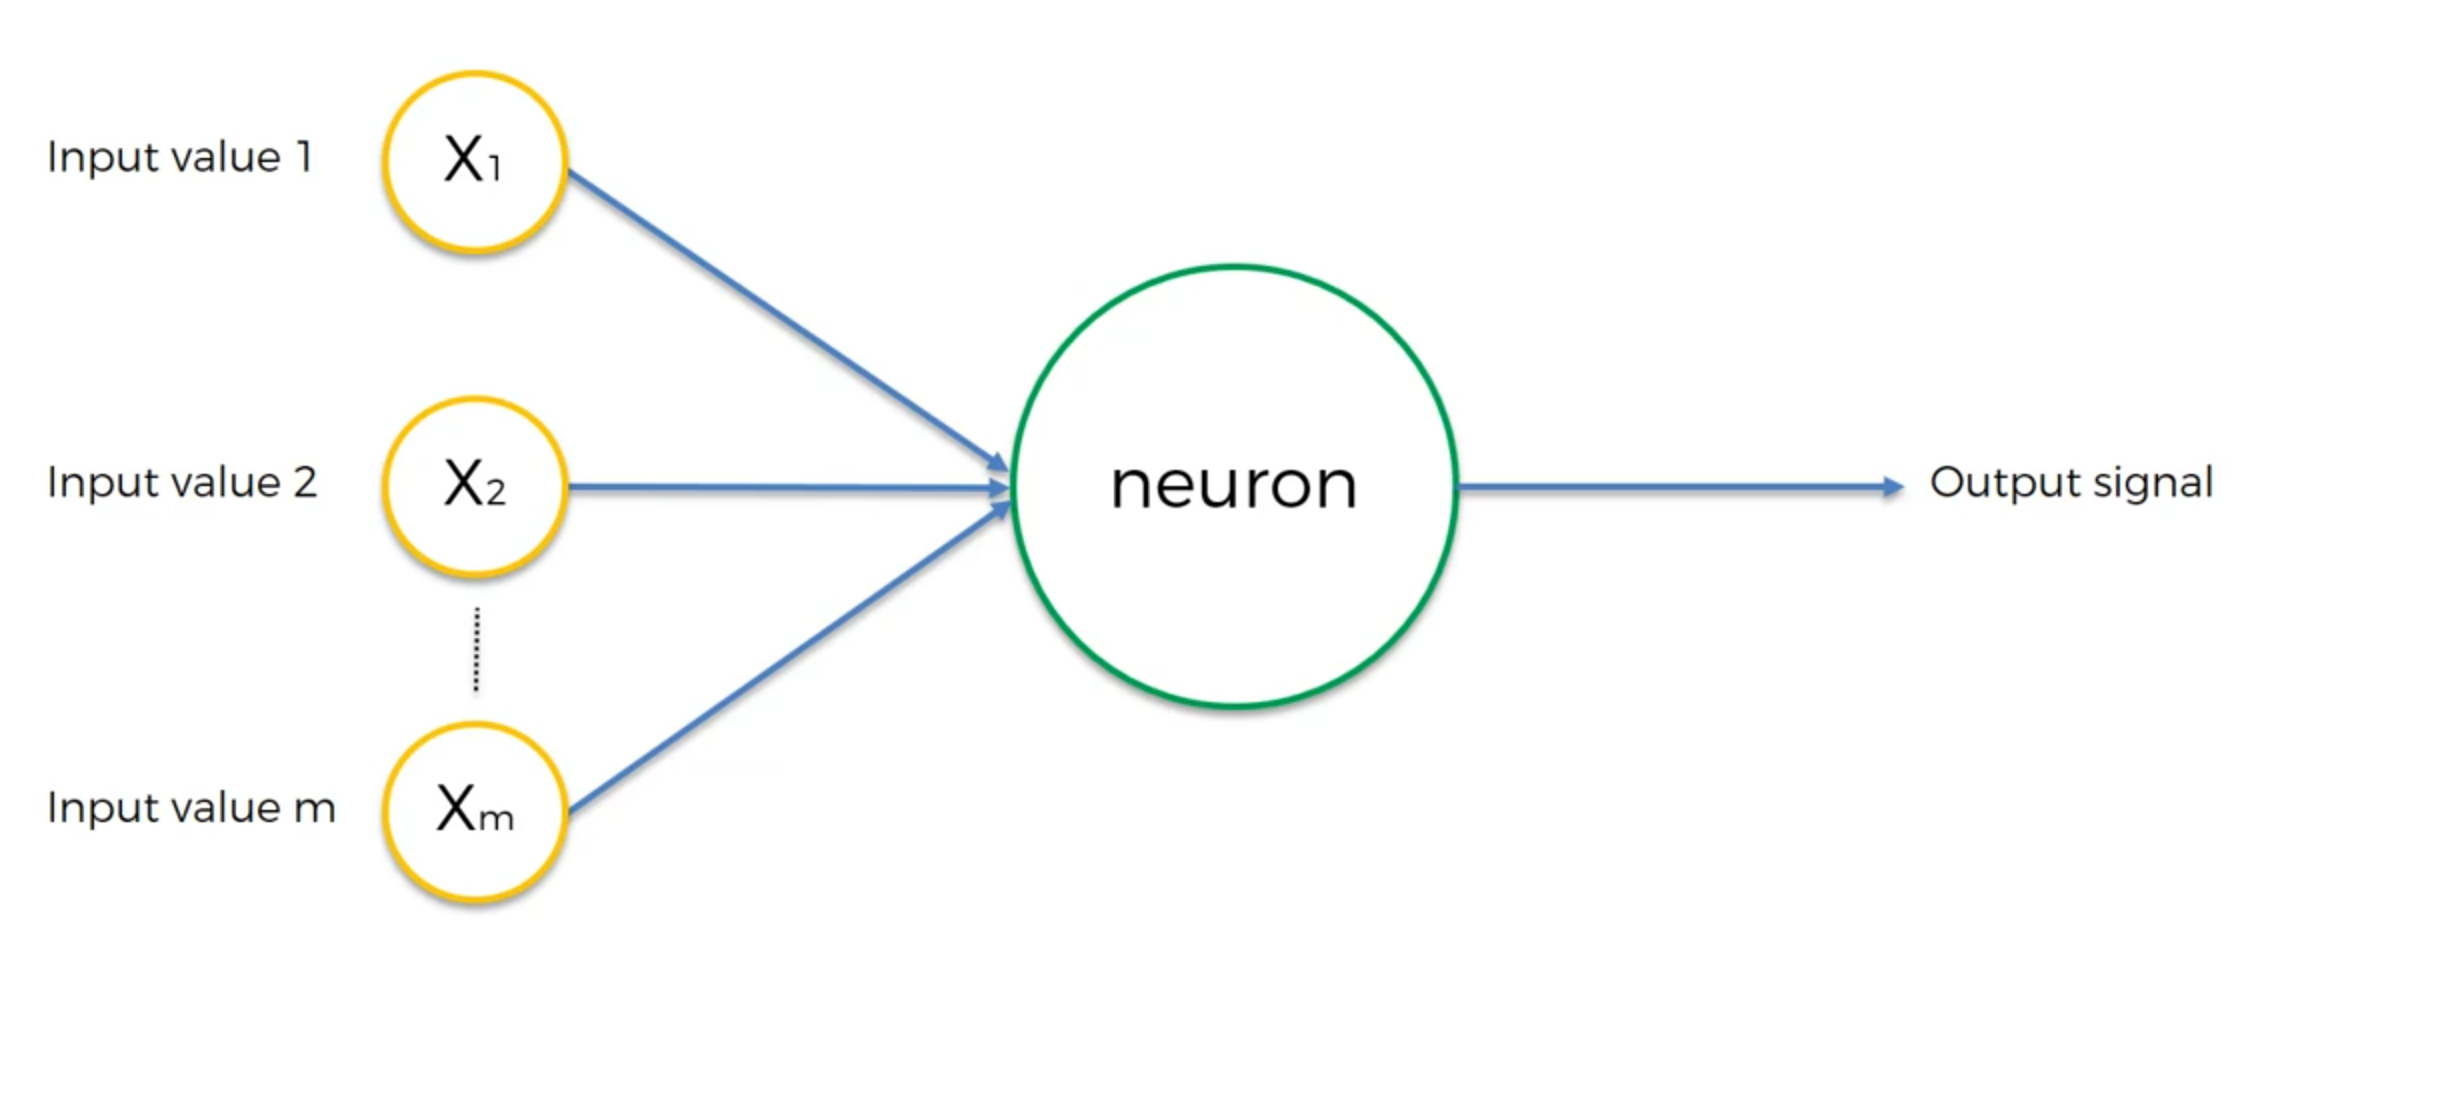 Input value 1
X1
Input value 2
X2
neuron
Output signal
Input value m
Xm